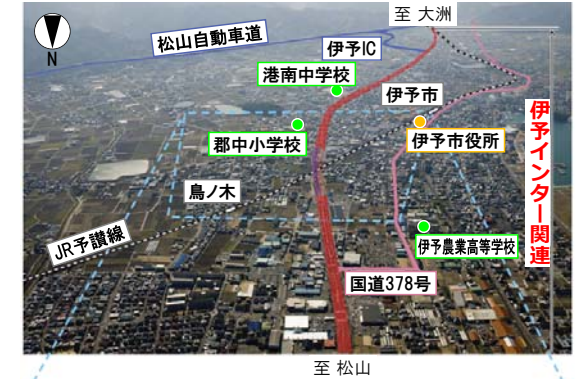 至 大洲
松山自動車道
伊予IC
N
港南中学校
伊予市
郡中小学校
伊予市役所
伊予インター関連
鳥ノ木
JR予讃線
伊予農業高等学校
国道378号
至 松山